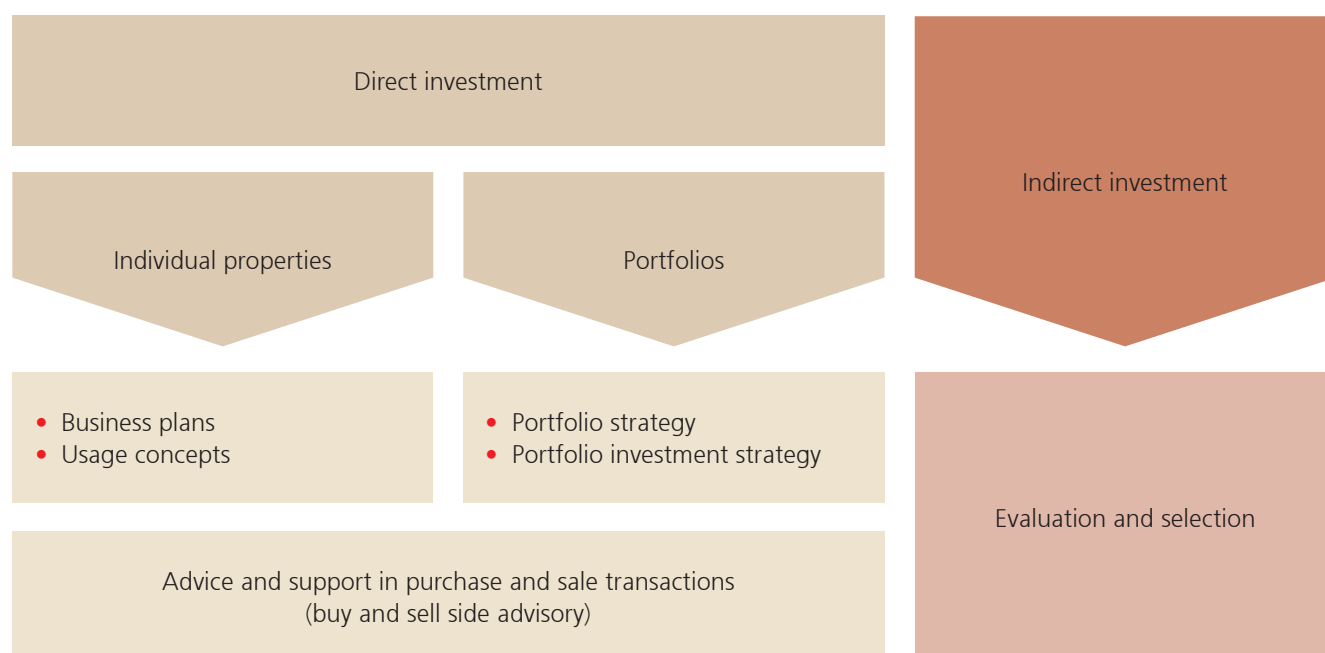 Direct investment
Indirect investment
Individual properties
Portfolios
• Business plans
• Usage concepts
• Portfolio strategy
• Portfolio investment strategy
Evaluation and selection
Advice and support in purchase and sale transactions
(buy and sell side advisory)